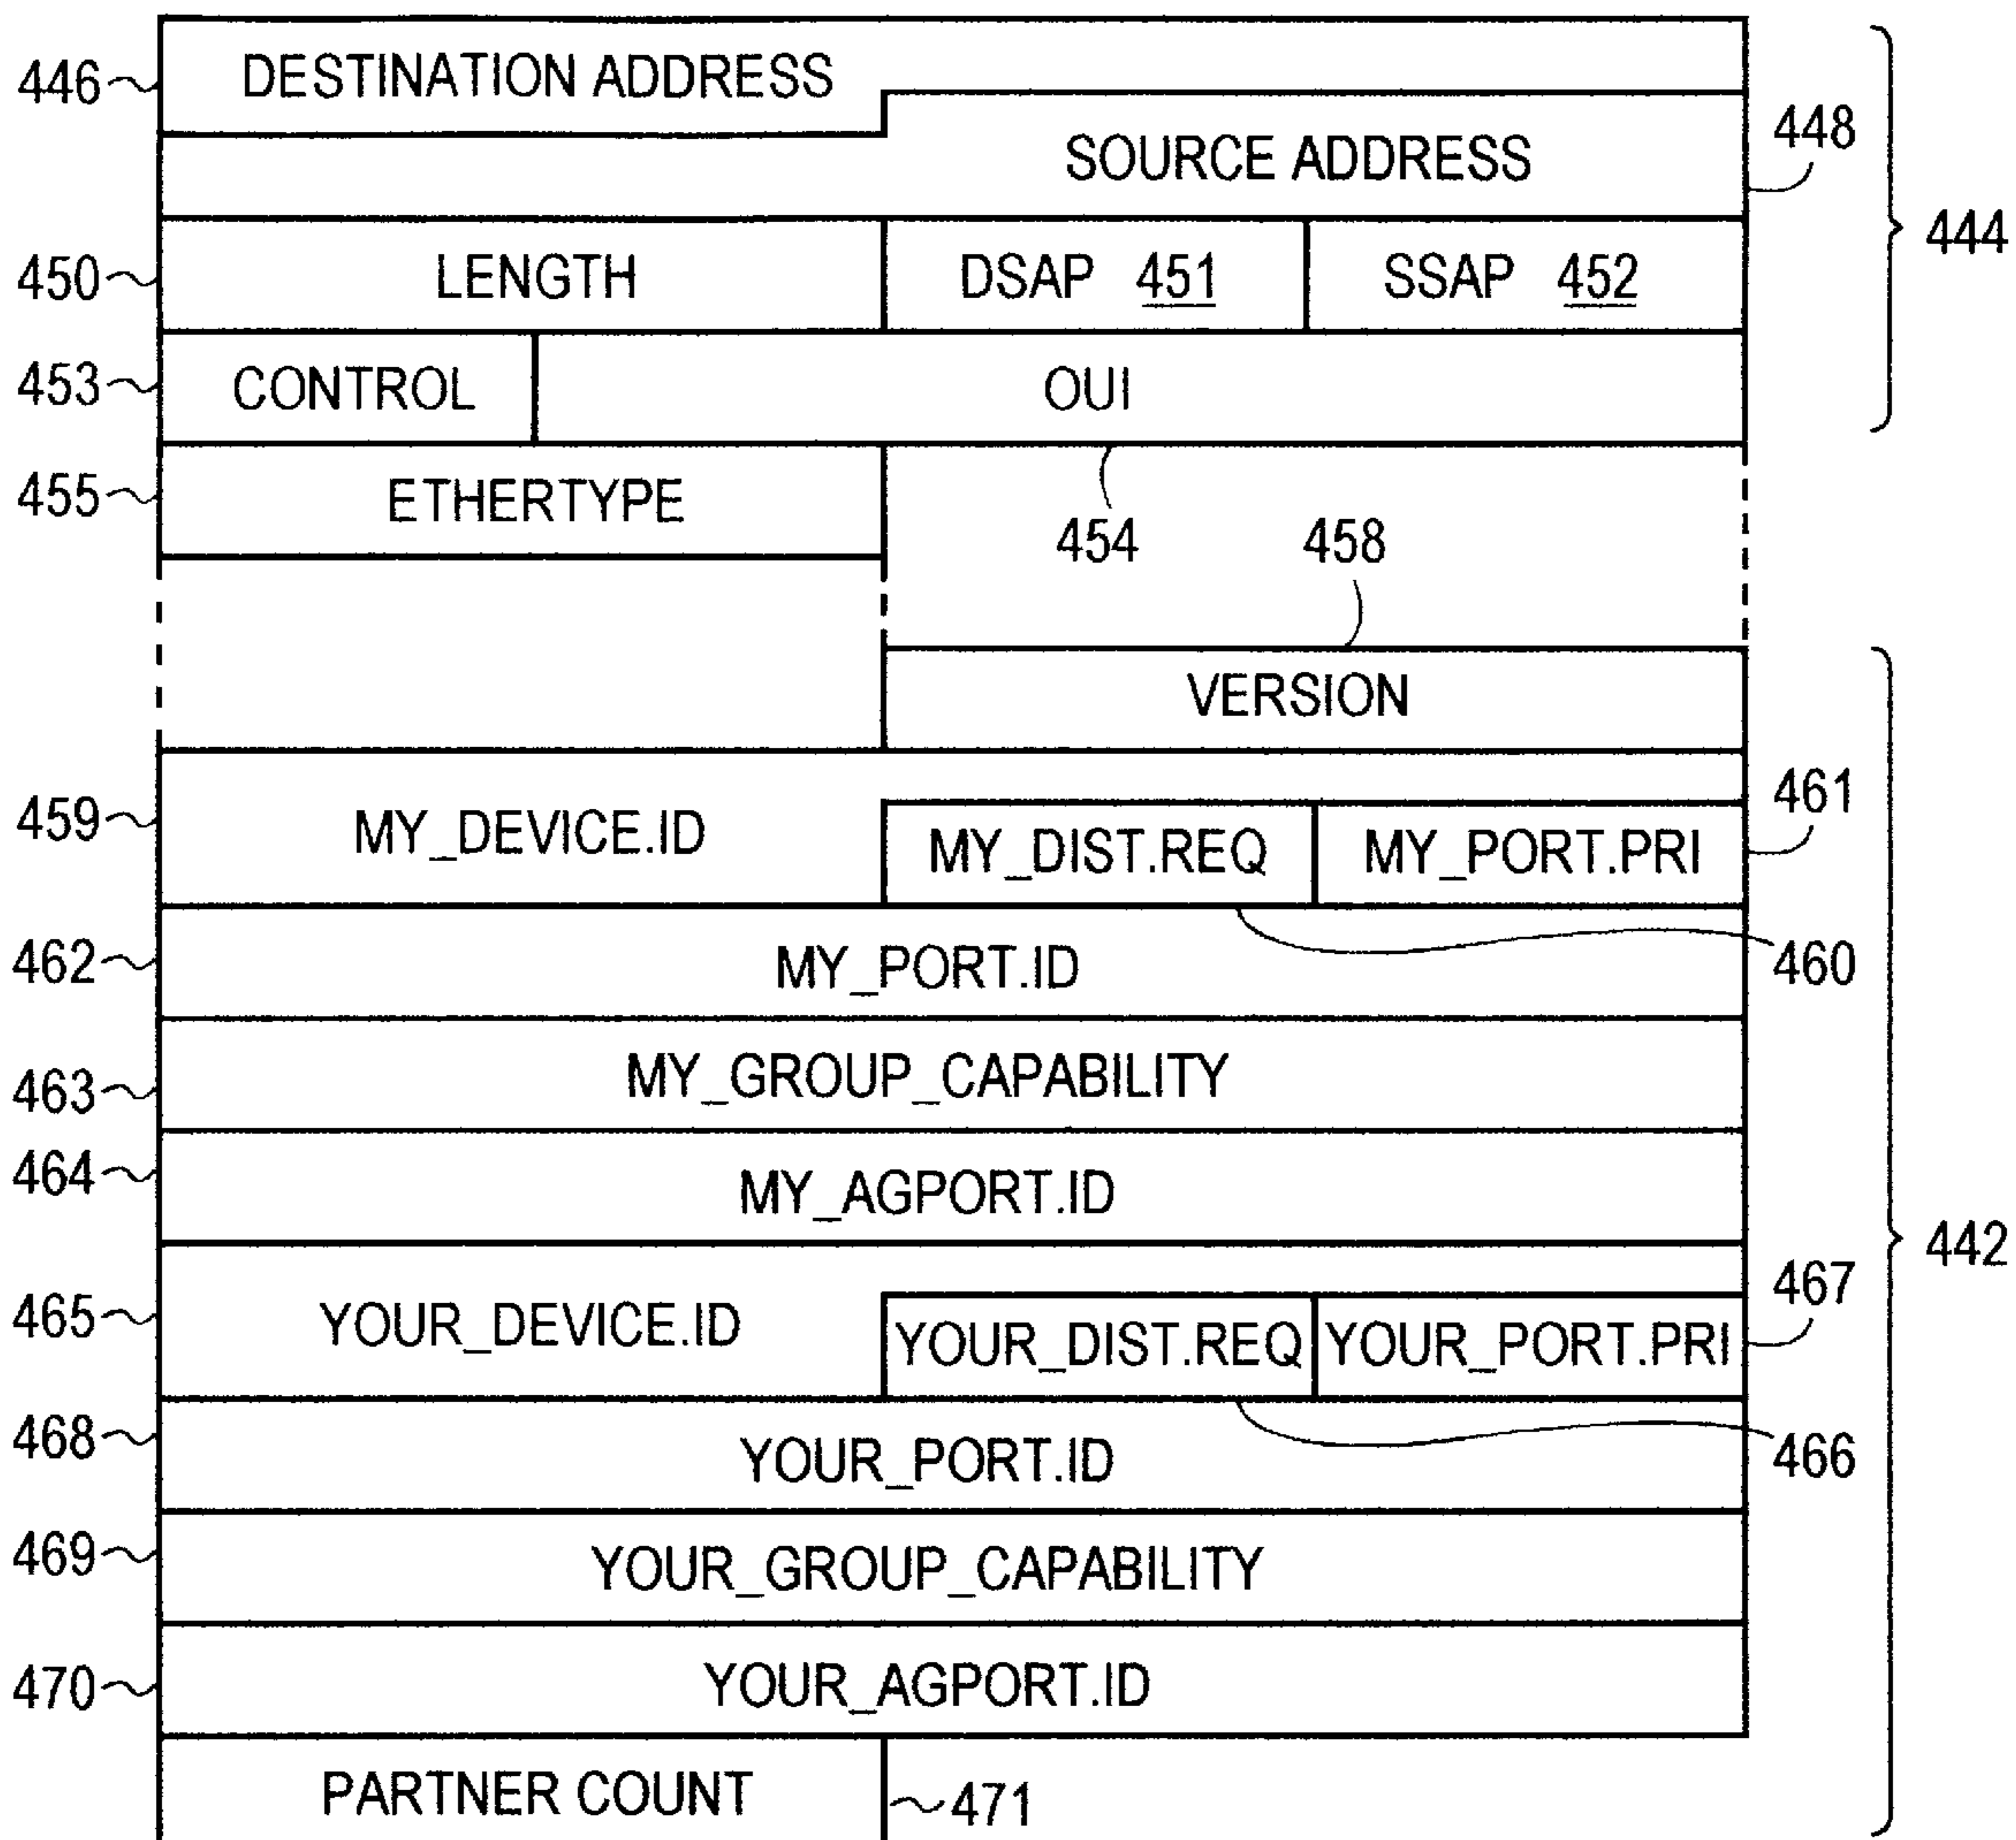 446 DESTINATION ADDRESS
SOURCE ADDRESS 448
444
450 LENGTH DSAP 451 SSAP 452
453 CONTROL OUI
455 ETHERTYPE
454 458
VERSION
459 MY_DEVICE.ID MY_DIST.REQ MY_PORT.PRI 461
462 MY_PORT.ID 460
463 MY_GROUP_CAPABILITY
464 MY_AGPORT.ID
442
465 YOUR_DEVICE.ID YOUR_DIST.REQ YOUR_PORT.PRI 467
468 YOUR_PORT.ID 466
469 YOUR_GROUP_CAPABILITY
470 YOUR_AGPORT.ID
PARTNER COUNT 471